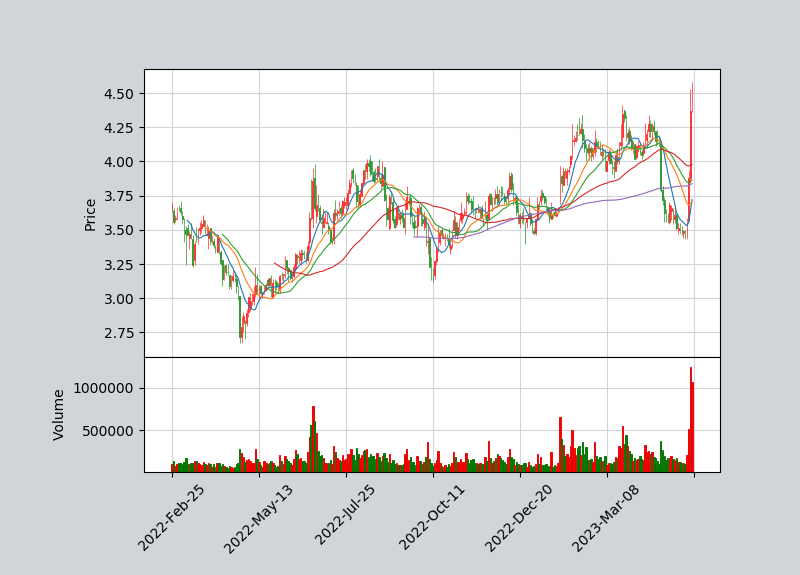 Price
4.50
4.25
4.00
3.75
3.50
3.25
3.00
2.75
Volume
1000000
500000
2022-Feb-25
2022-May-13
2022-Jul-25
2022-Oct-11
2022-Dec-20
2023-Mar-08